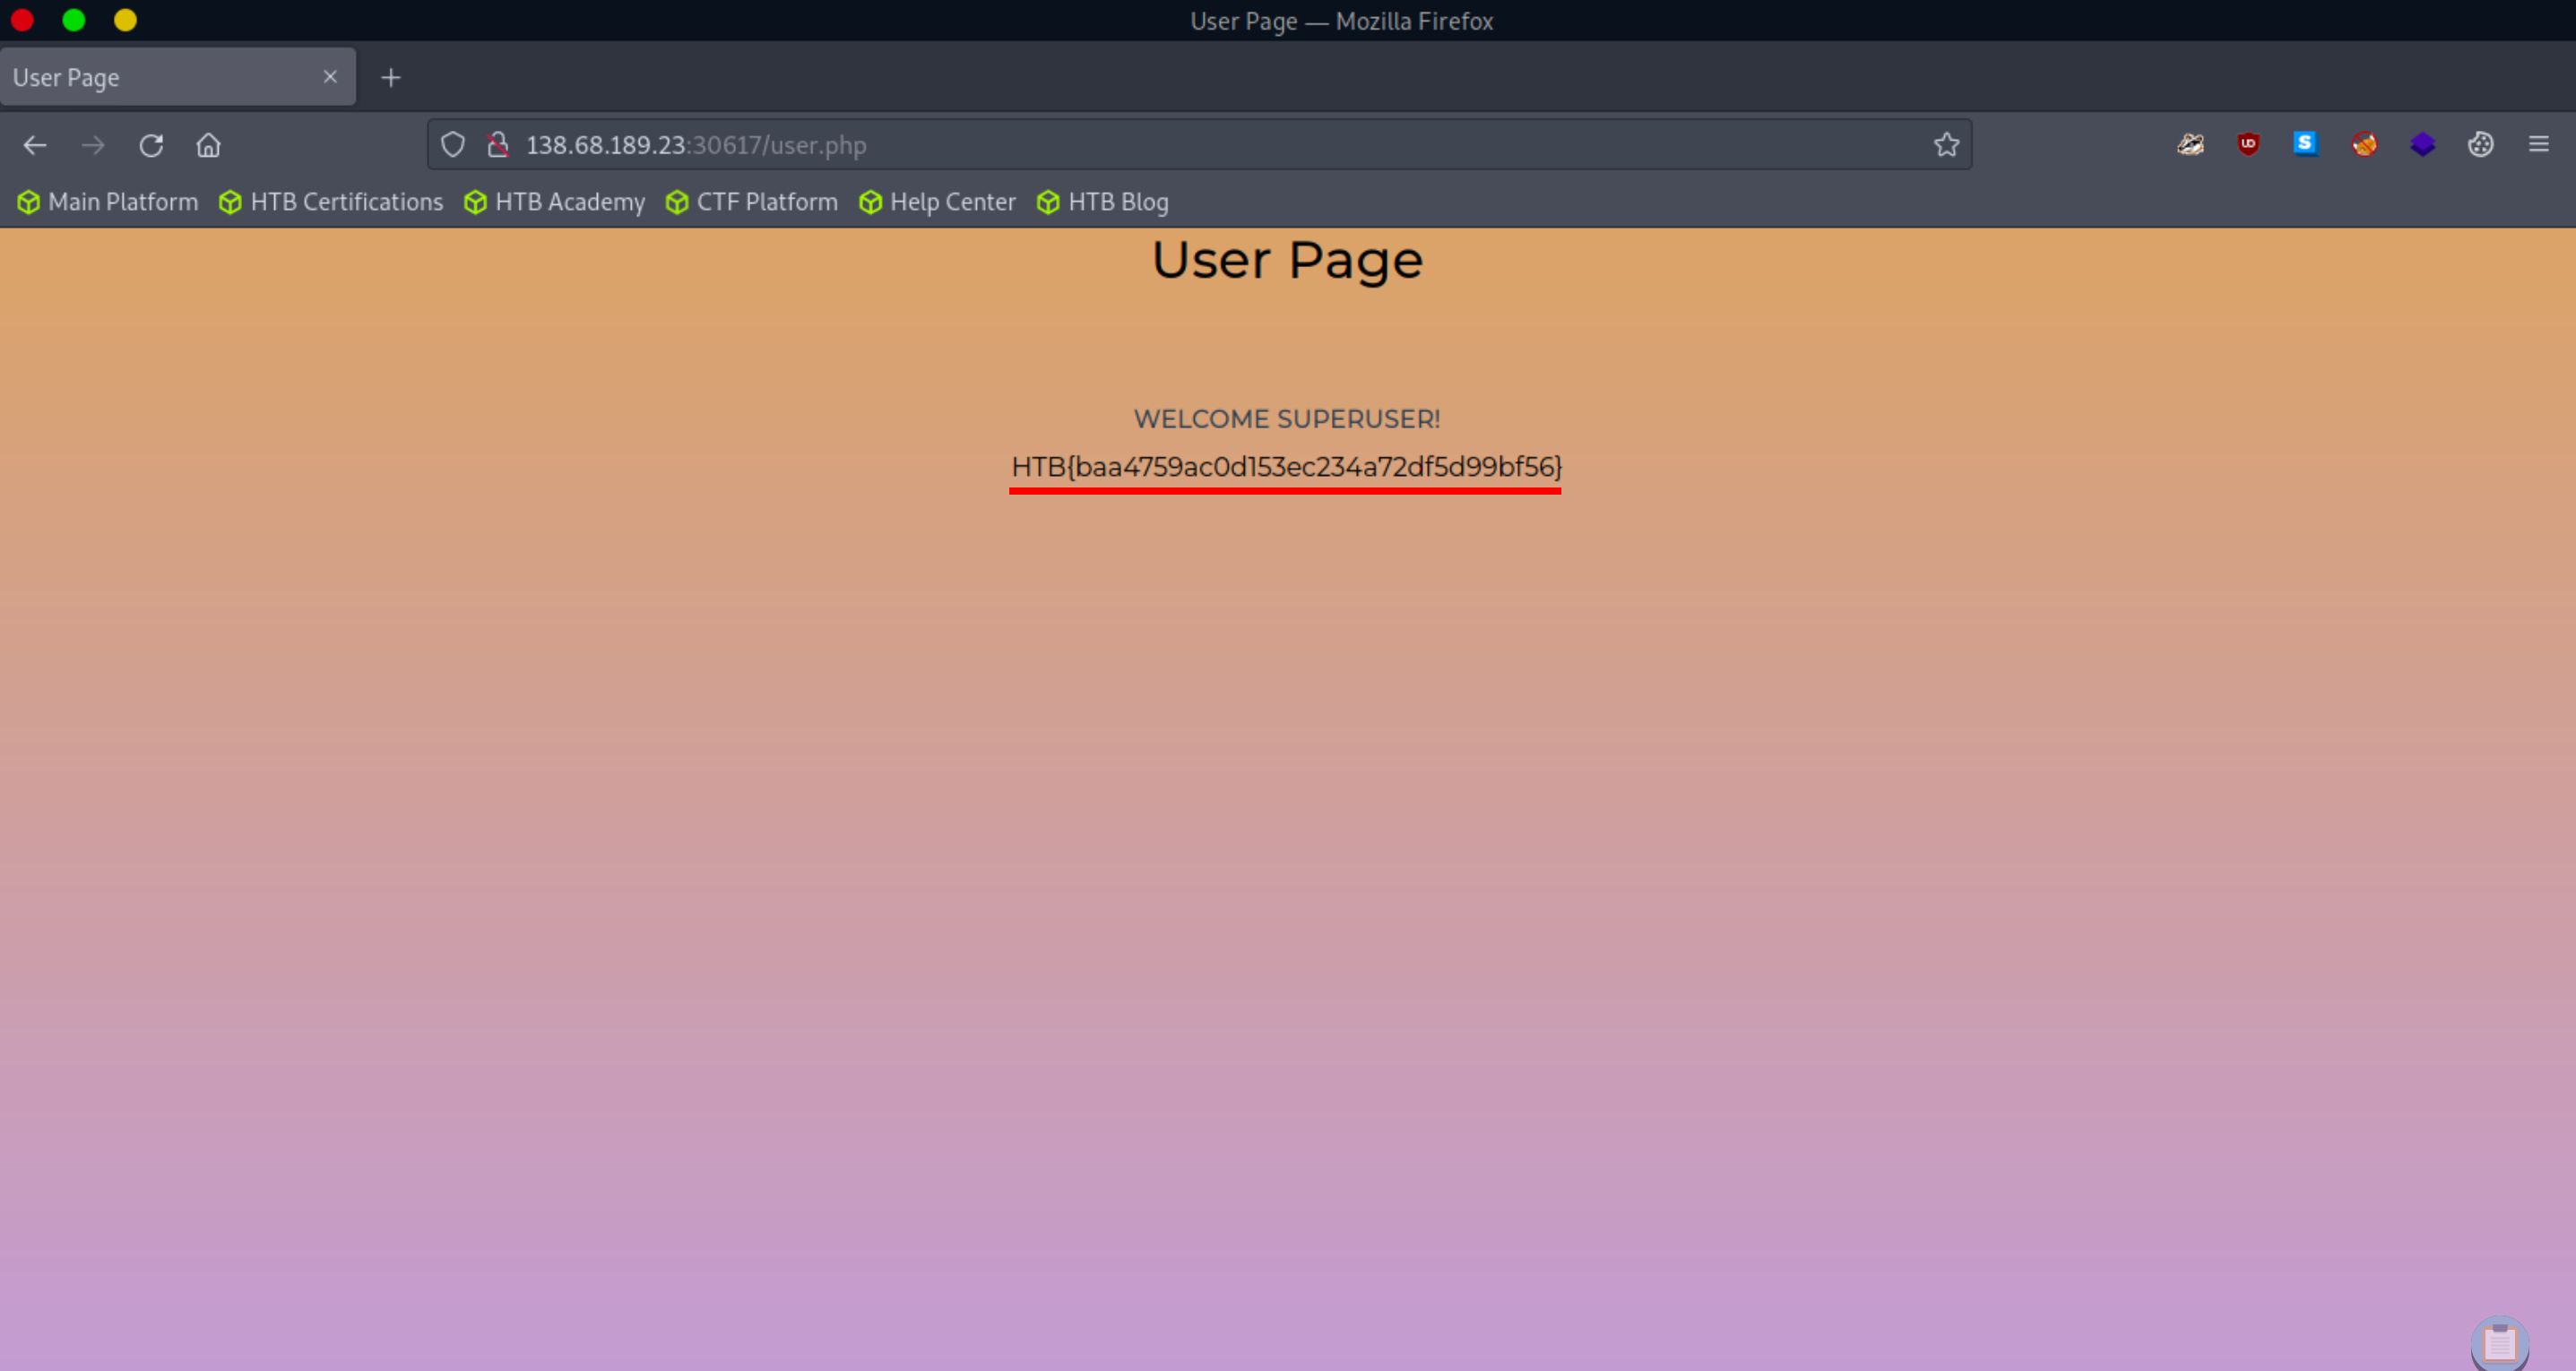 User Page — Mozilla Firefox
User Page
138.68.189.23:30617/user.php
Main Platform HTB Certifications HTB Academy CTF Platform Help Center HTB Blog
User Page
WELCOME SUPERUSER!
HTB{baa4759ac0d153ec234a72df5d99bf56}